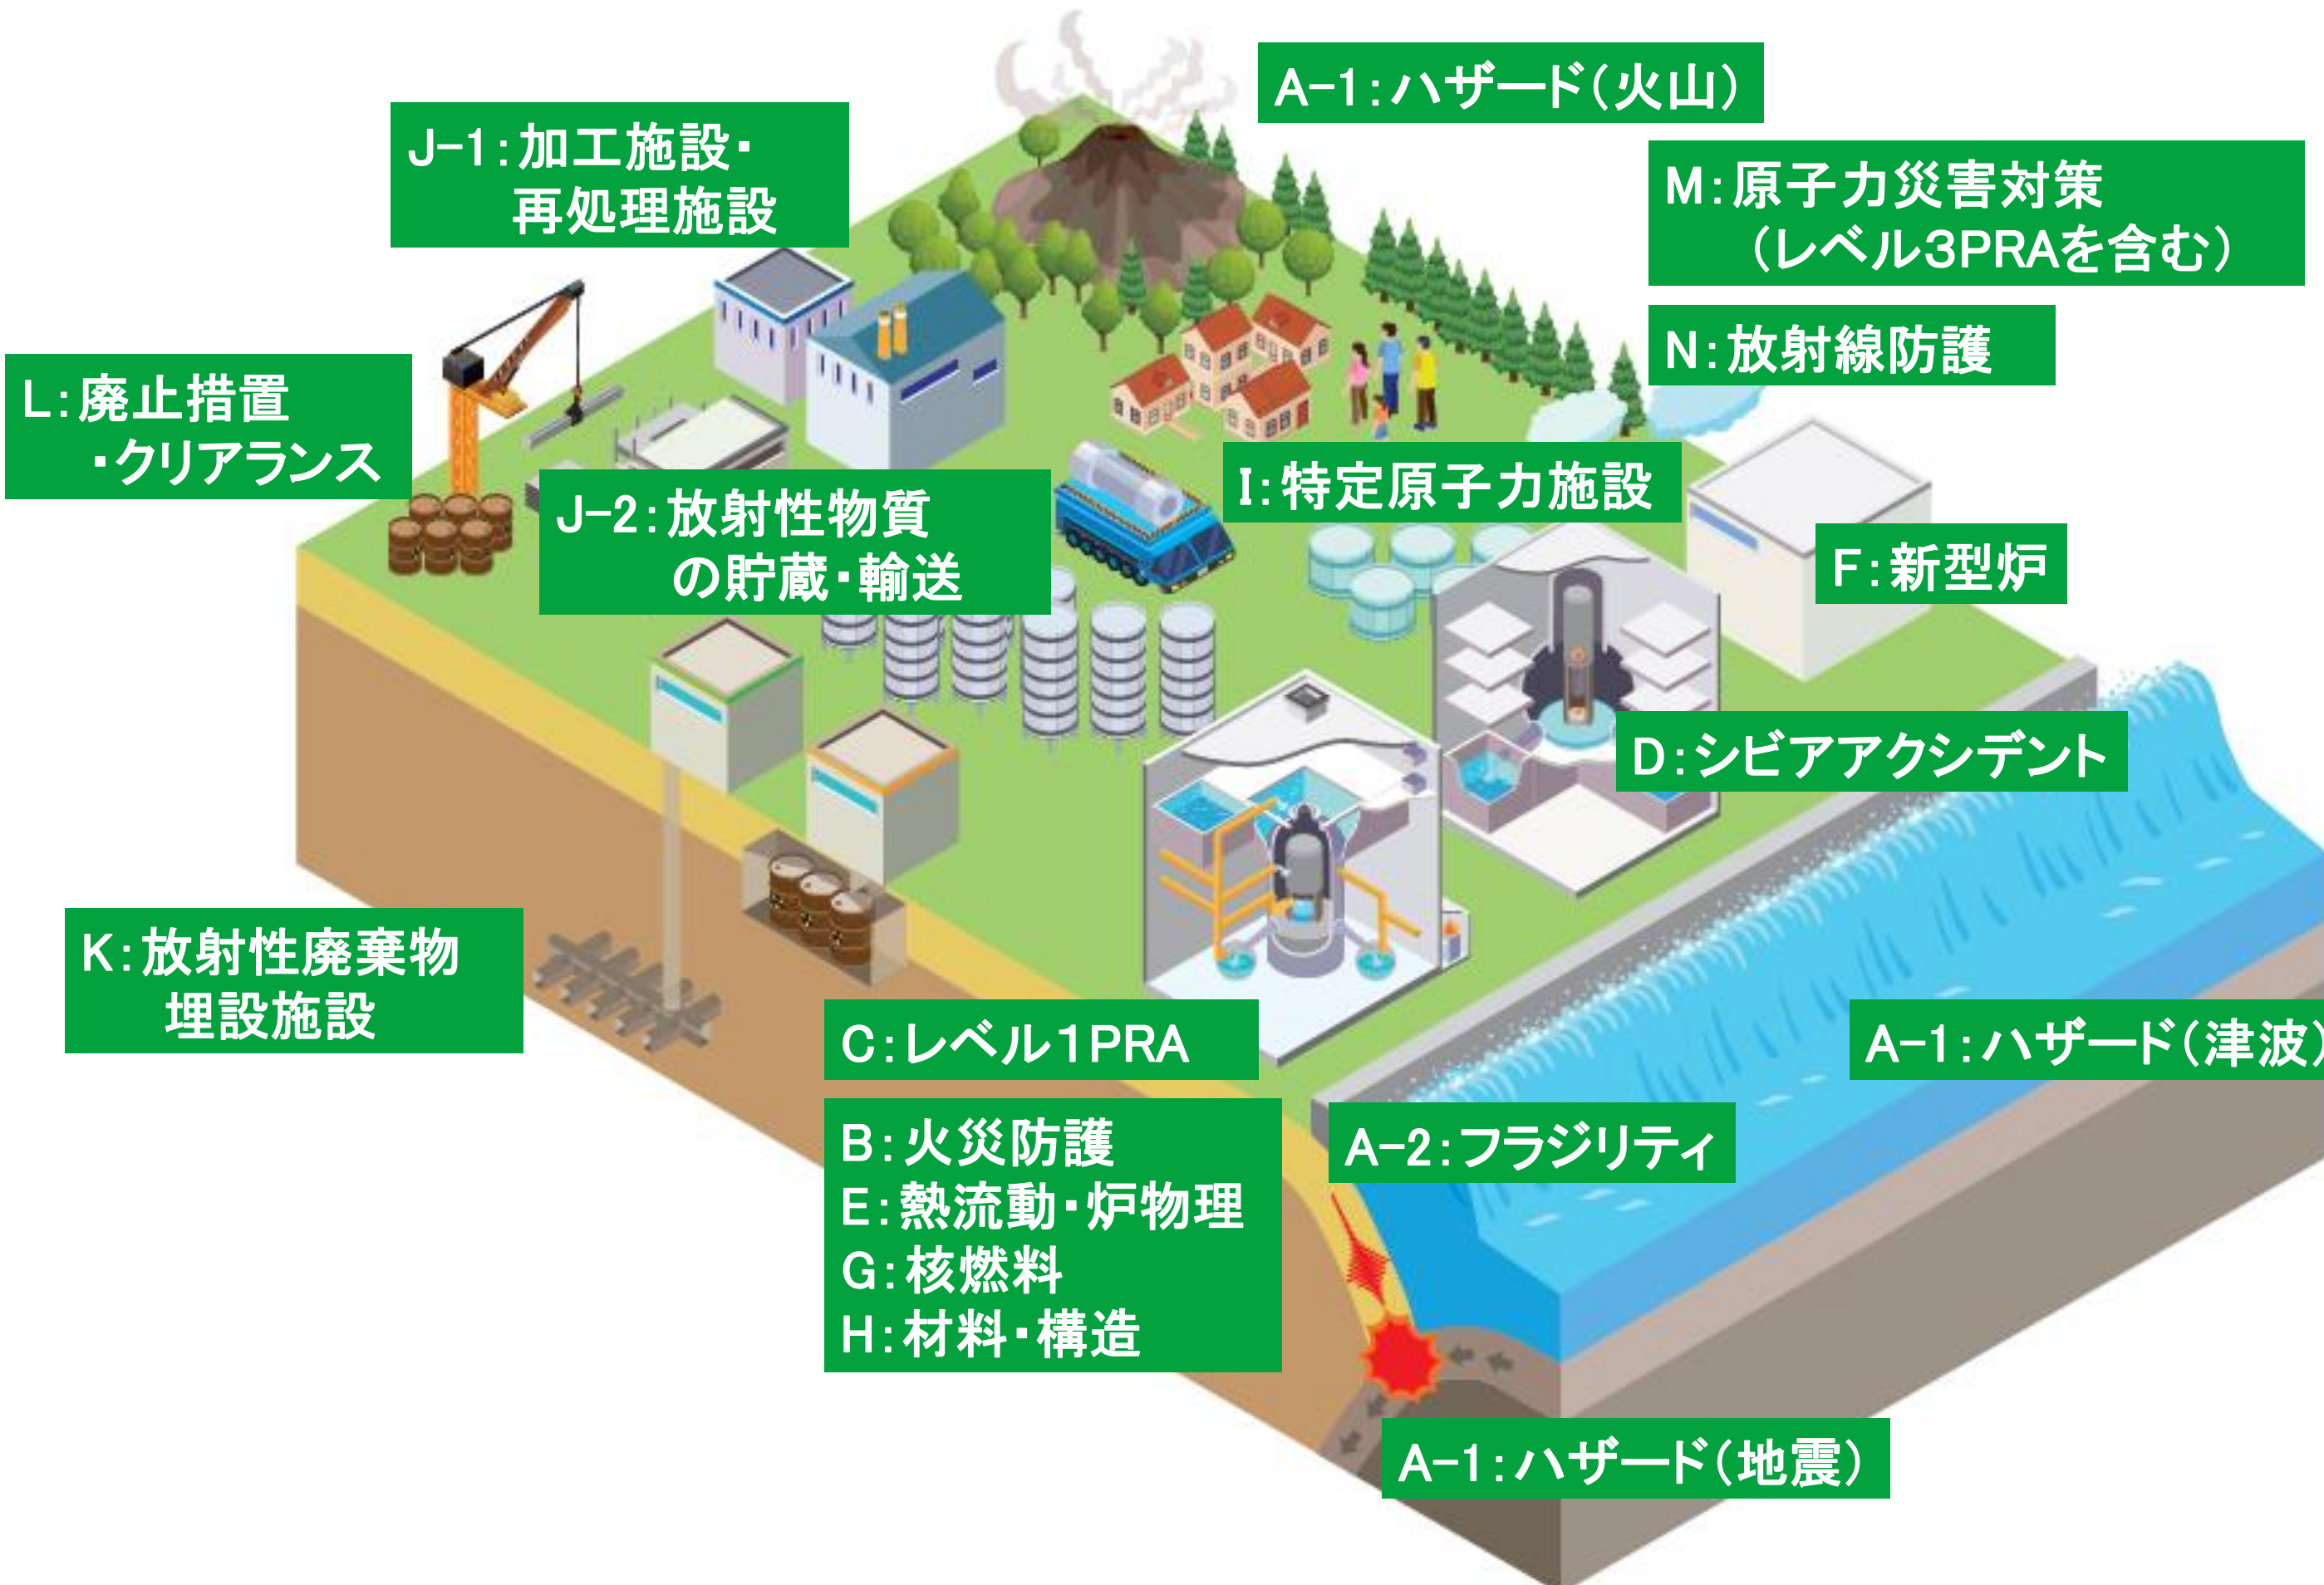 A-1:ハザード(火山)
J-1:加工施設・
再処理施設
M:原子力災害対策
(レベル3PRAを含む)
N:放射線防護
L:廃止措置
・クリアランス
I:特定原子力施設
J-2:放射性物質
の貯蔵・輸送
F:新型炉
D:シビアアクシデント
K:放射性廃棄物
埋設施設
C:レベル1PRA
A-1:ハザード(津波)
B:火災防護
E:熱流動・炉物理
G:核燃料
H:材料・構造
A-2:フラジリティ
A-1:ハザード(地震)